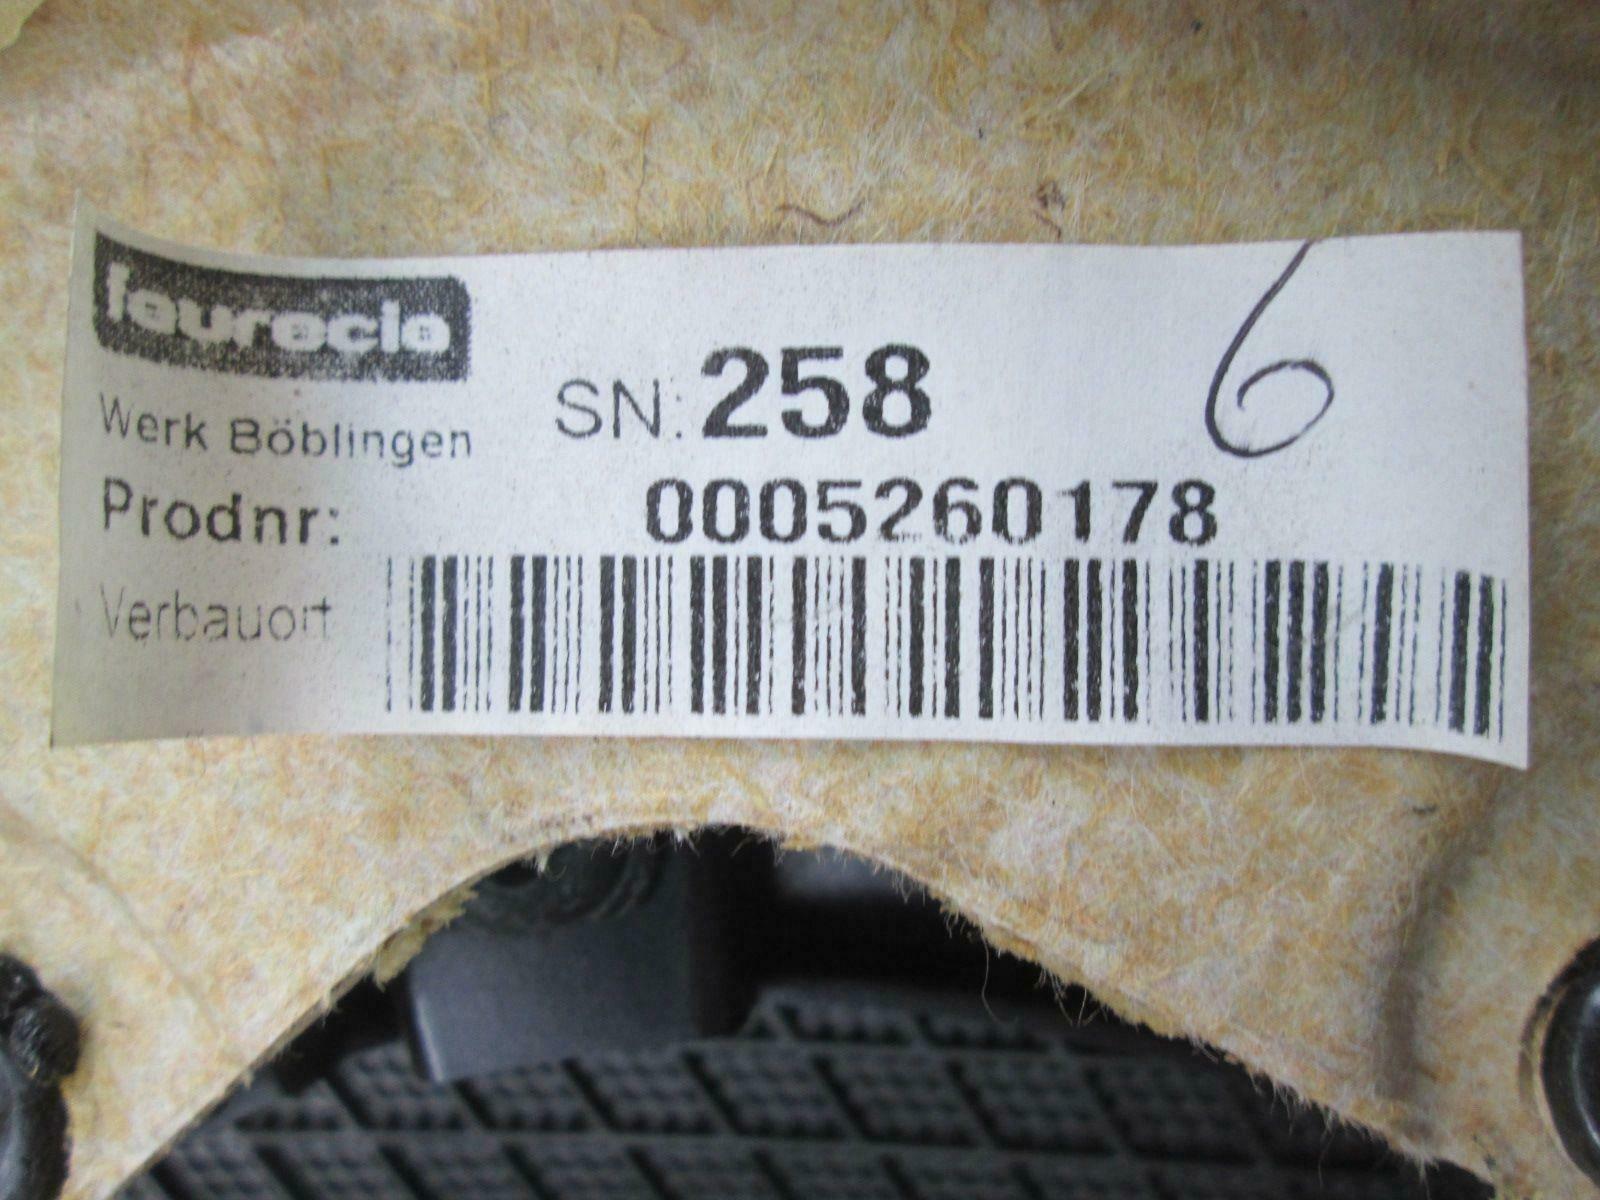 faurecia
Werk Böblingen
SN: 258
6
Prodnr: 0005260178
Verbauort